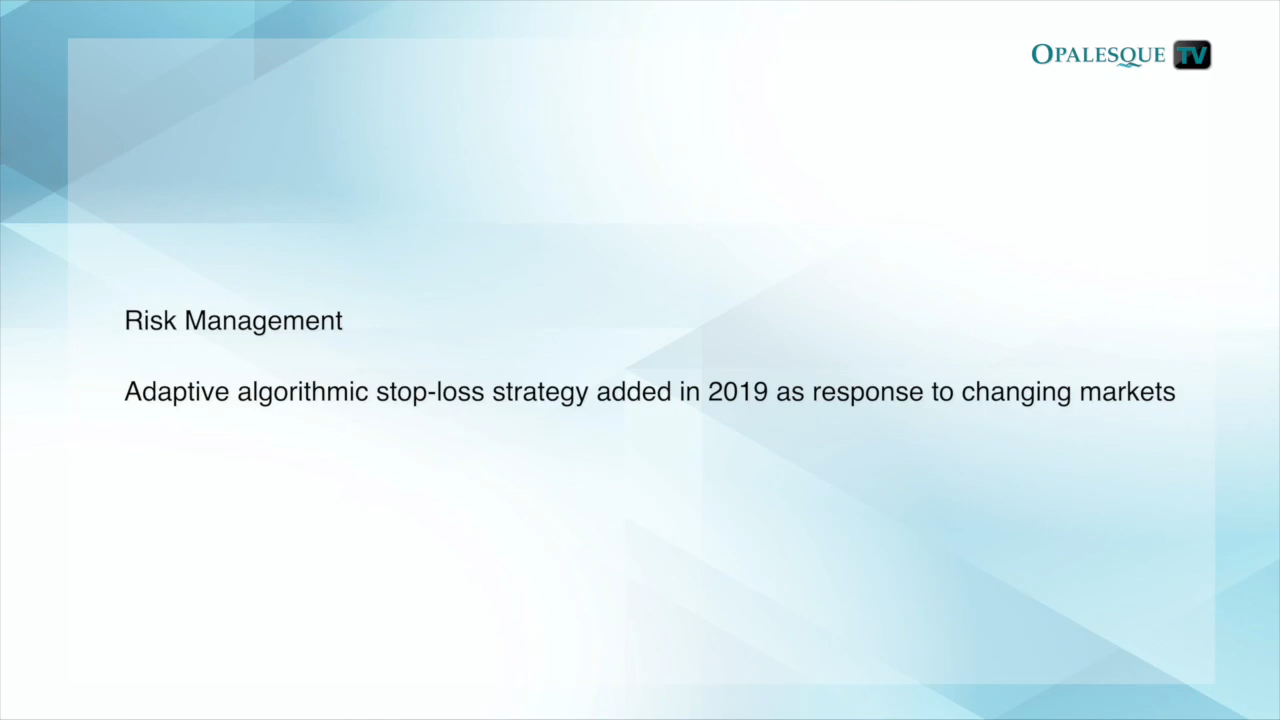 OPALESQUE TV
Risk Management
Adaptive algorithmic stop-loss strategy added in 2019 as response to changing markets